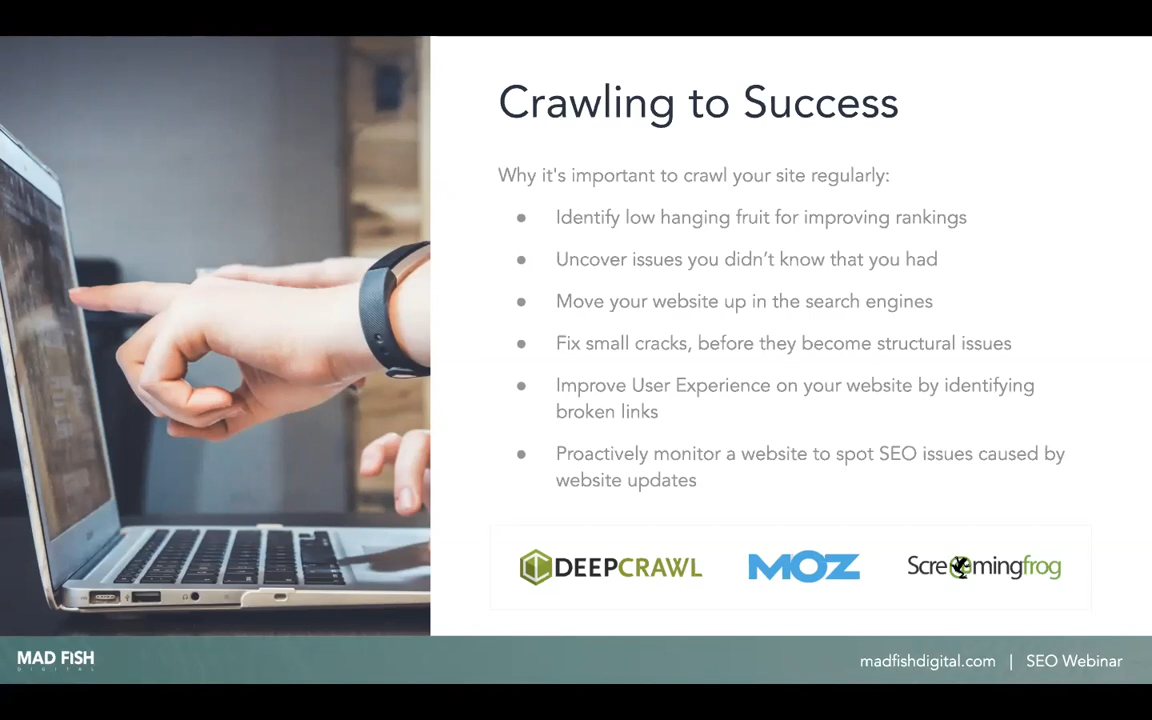 Crawling to Success
Why it's important to crawl your site regularly:
● Identify low hanging fruit for improving rankings
● Uncover issues you didn’t know that you had
● Move your website up in the search engines
● Fix small cracks, before they become structural issues
● Improve User Experience on your website by identifying
broken links
● Proactively monitor a website to spot SEO issues caused by
website updates
DEEPCRAWL
MOZ
Screamingfrog
MAD FISH
DIGITAL
madfishdigital.com | SEO Webinar